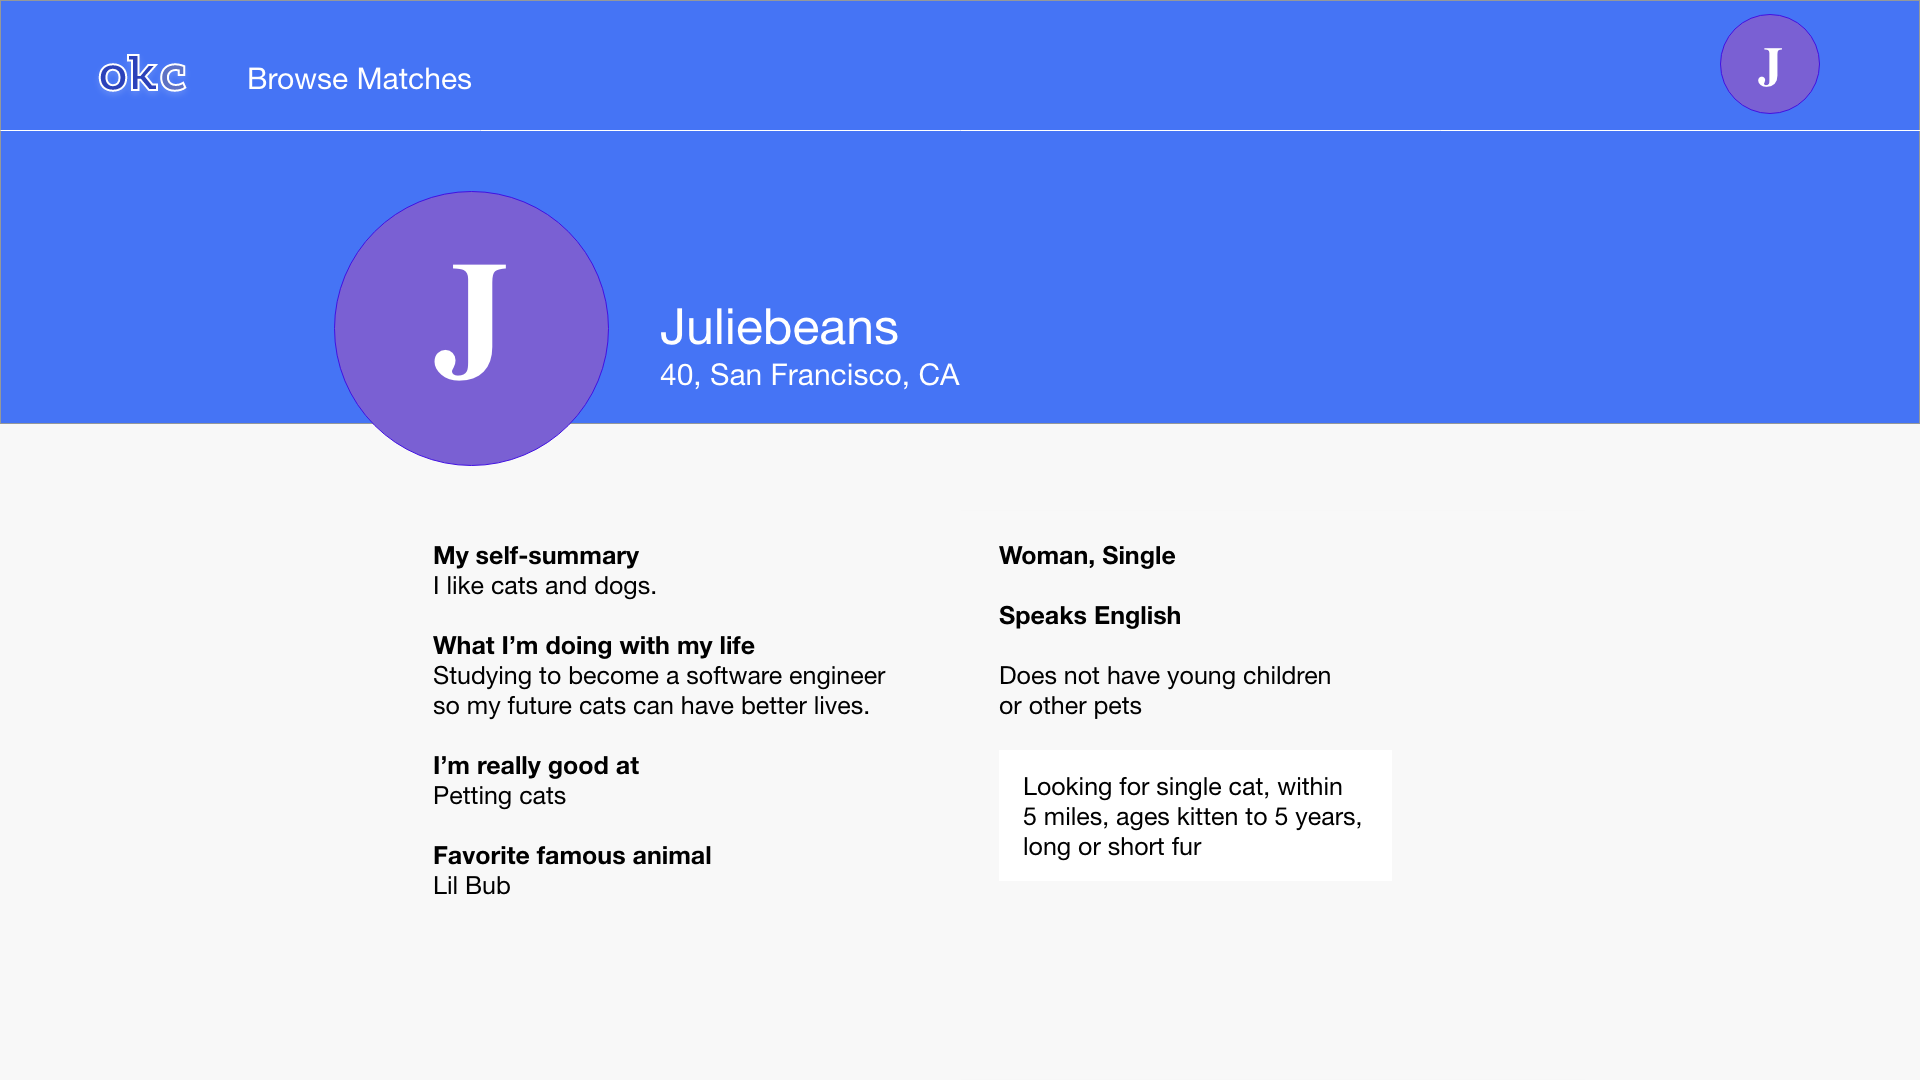 okc
Browse Matches
J
J
Juliebeans
40, San Francisco, CA
My self-summary
I like cats and dogs.
What I’m doing with my life
Studying to become a software engineer
so my future cats can have better lives.
I’m really good at
Petting cats
Favorite famous animal
Lil Bub
Woman, Single
Speaks English
Does not have young children
or other pets
Looking for single cat, within
5 miles, ages kitten to 5 years,
long or short fur